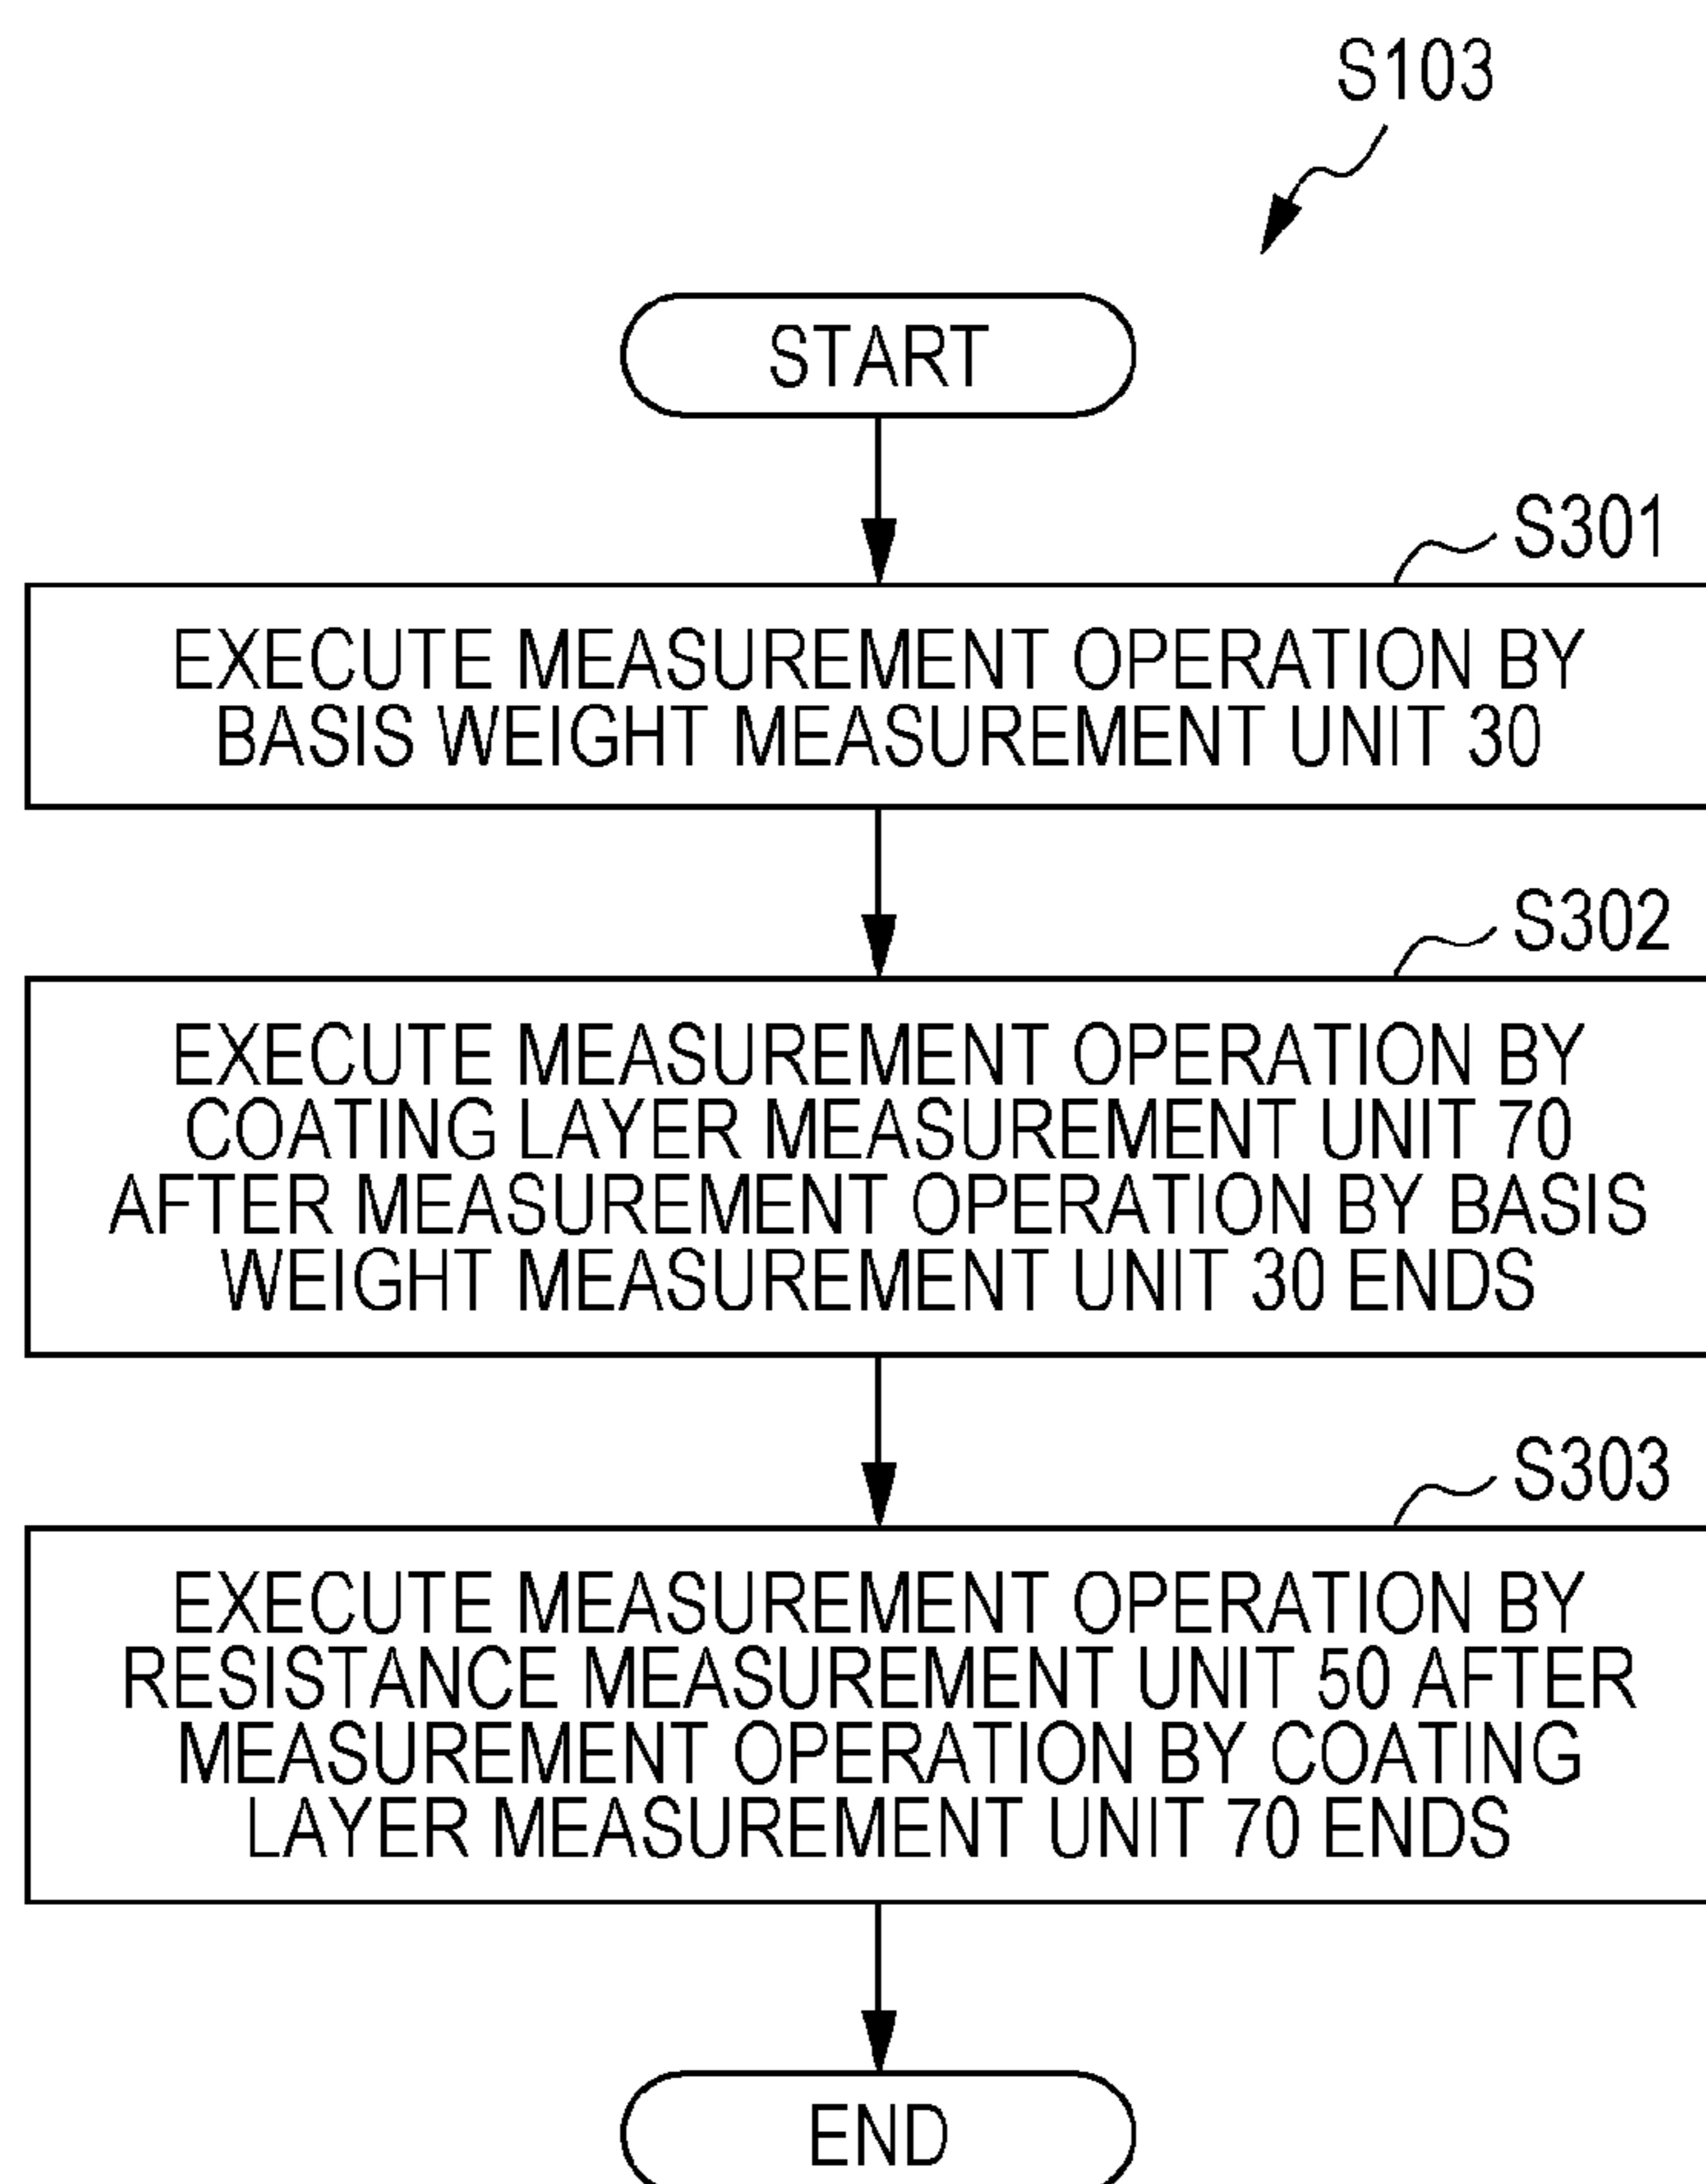 S103
START
S301
EXECUTE MEASUREMENT OPERATION BY
BASIS WEIGHT MEASUREMENT UNIT 30
S302
EXECUTE MEASUREMENT OPERATION BY
COATING LAYER MEASUREMENT UNIT 70
AFTER MEASUREMENT OPERATION BY BASIS
WEIGHT MEASUREMENT UNIT 30 ENDS
S303
EXECUTE MEASUREMENT OPERATION BY
RESISTANCE MEASUREMENT UNIT 50 AFTER
MEASUREMENT OPERATION BY COATING
LAYER MEASUREMENT UNIT 70 ENDS
END